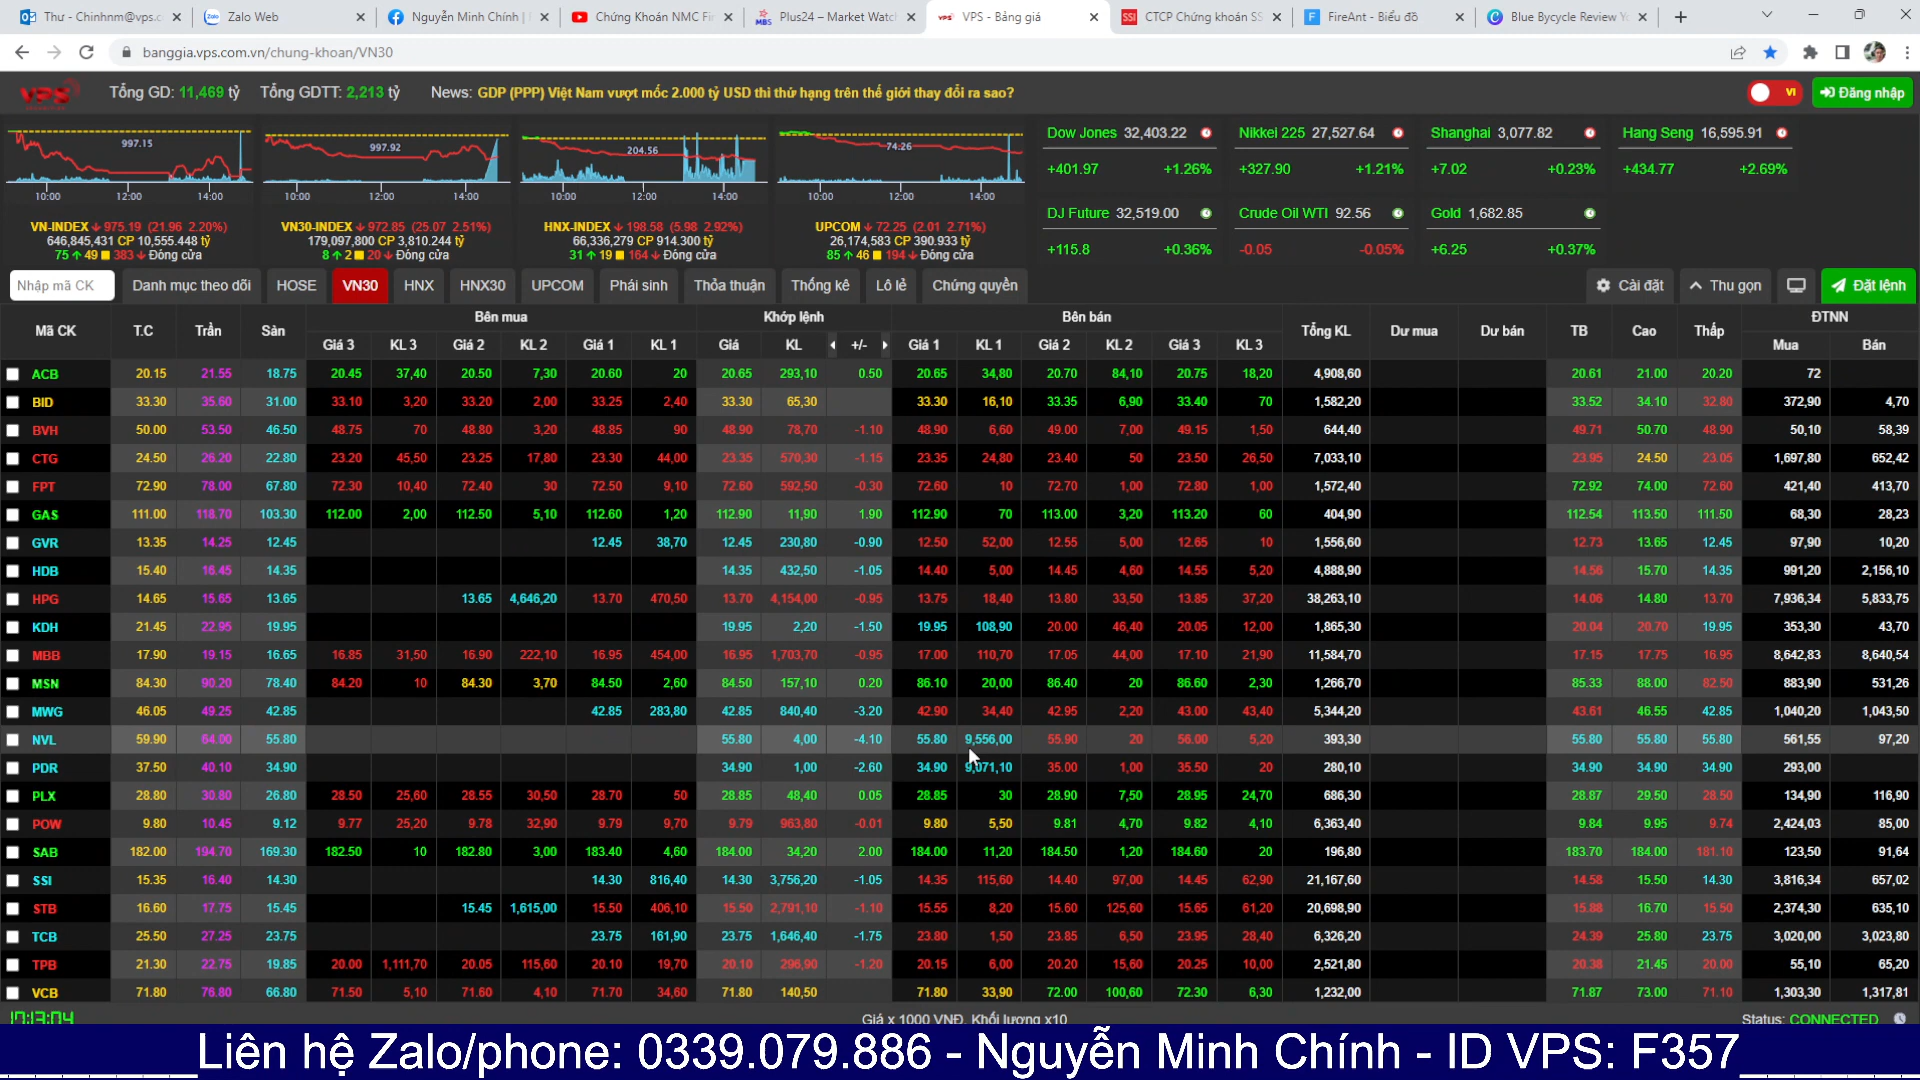 Thư - Chinhnm@vps.c
Zalo Web
Nguyễn Minh Chính |
Chứng Khoán NMC Fi
Plus24 – Market Watch
VPS - Bảng giá
CTCP Chứng khoán SS
FireAnt - Biểu đồ
Blue Bycycle Review Y
banggia.vps.com.vn/chung-khoan/VN30
VPS Tổng GD: 11,469 tỷ Tổng GDTT: 2,213 tỷ News: GDP (PPP) Việt Nam vượt mốc 2.000 tỷ USD thì thứ hạng trên thế giới thay đổi ra sao? VI Đăng nhập
997.15 997.92 204.56 74.26
10:00 12:00 14:00 10:00 12:00 14:00 10:00 12:00 14:00 10:00 12:00 14:00
VN-INDEX 975.19 (21.96 2.20%)
646,845,431 CP 10,555.448 tỷ
75 49 383 Đóng cửa
VN30-INDEX 972.85 (25.07 2.51%)
179,097,800 CP 3,810.244 tỷ
8 2 20 Đóng cửa
HNX-INDEX 198.58 (5.98 2.92%)
66,336,279 CP 914.300 tỷ
31 19 164 Đóng cửa
UPCOM 72.25 (2.01 2.71%)
26,174,583 CP 390.933 tỷ
85 46 194 Đóng cửa
Dow Jones 32,403.22
+401.97 +1.26%
Nikkei 225 27,527.64
+327.90 +1.21%
Shanghai 3,077.82
+7.02 +0.23%
Hang Seng 16,595.91
+434.77 +2.69%
DJ Future 32,519.00
+115.8 +0.36%
Crude Oil WTI 92.56
-0.05 -0.05%
Gold 1,682.85
+6.25 +0.37%
Nhập mã CK Danh mục theo dõi HOSE VN30 HNX HNX30 UPCOM Phái sinh Thỏa thuận Thống kê Lô lẻ Chứng quyền Cài đặt Thu gọn Đặt lệnh
Mã CK T.C Trần Sàn Bên mua Khớp lệnh Bên bán Tổng KL Dư mua Dư bán TB Cao Thấp ĐTNN
Giá 3 KL 3 Giá 2 KL 2 Giá 1 KL 1 Giá KL +/- Giá 1 KL 1 Giá 2 KL 2 Giá 3 KL 3 Mua Bán
ACB 20.15 21.55 18.75 20.45 37,40 20.50 7,30 20.60 20 20.65 293,10 0.50 20.65 34,80 20.70 84,10 20.75 18,20 4,908,60 20.61 21.00 20.20 72
BID 33.30 35.60 31.00 33.10 3,20 33.20 2,00 33.25 2,40 33.30 65,30 33.30 16,10 33.35 6,90 33.40 70 1,582,20 33.52 34.10 32.80 372,90 4,70
BVH 50.00 53.50 46.50 48.75 70 48.80 3,20 48.85 90 48.90 78,70 -1.10 48.90 6,60 49.00 7,00 49.15 1,50 644,40 49.71 50.70 48.90 50,10 58,39
CTG 24.50 26.20 22.80 23.20 45,50 23.25 17,80 23.30 44,00 23.35 570,30 -1.15 23.35 24,80 23.40 50 23.50 26,50 7,033,10 23.95 24.50 23.05 1,697,80 652,42
FPT 72.90 78.00 67.80 72.30 10,40 72.40 30 72.50 9,10 72.60 592,50 -0.30 72.60 10 72.70 1,00 72.80 1,00 1,572,40 72.92 74.00 72.60 421,40 413,70
GAS 111.00 118.70 103.30 112.00 2,00 112.50 5,10 112.60 1,20 112.90 11,90 1.90 112.90 70 113.00 3,20 113.20 60 404,90 112.54 113.50 111.50 68,30 28,23
GVR 13.35 14.25 12.45 12.45 38,70 12.45 230,80 -0.90 12.50 52,00 12.55 5,00 12.65 10 1,556,60 12.73 13.65 12.45 97,90 10,20
HDB 15.40 16.45 14.35 14.35 432,50 -1.05 14.40 5,00 14.45 4,60 14.55 5,20 4,888,90 14.56 15.70 14.35 991,20 2,156,10
HPG 14.65 15.65 13.65 13.65 4,646,20 13.70 470,50 13.70 4,154,00 -0.95 13.75 18,40 13.80 33,50 13.85 37,20 38,263,10 14.06 14.80 13.70 7,936,34 5,833,75
KDH 21.45 22.95 19.95 19.95 2,20 -1.50 19.95 108,90 20.00 46,40 20.05 12,00 1,865,30 20.04 20.70 19.95 353,30 43,70
MBB 17.90 19.15 16.65 16.85 31,50 16.90 222,10 16.95 454,00 16.95 1,703,70 -0.95 17.00 110,70 17.05 44,00 17.10 21,90 11,584,70 17.15 17.75 16.95 8,642,83 8,640,54
MSN 84.30 90.20 78.40 84.20 10 84.30 3,70 84.50 2,60 84.50 157,10 0.20 86.10 20,00 86.40 20 86.60 2,30 1,266,70 85.33 88.00 82.50 883,90 531,26
MWG 46.05 49.25 42.85 42.85 283,80 42.85 840,40 -3.20 42.90 34,40 42.95 2,20 43.00 43,40 5,344,20 43.61 46.55 42.85 1,040,20 1,043,50
NVL 59.90 64.00 55.80 55.80 4,00 -4.10 55.80 9,556,00 55.90 20 56.00 5,20 393,30 55.80 55.80 55.80 561,55 97,20
PDR 37.50 40.10 34.90 34.90 1,00 -2.60 34.90 9,071,10 35.00 1,00 35.50 20 280,10 34.90 34.90 34.90 293,00
PLX 28.80 30.80 26.80 28.50 25,60 28.55 30,50 28.70 50 28.85 48,40 0.05 28.85 30 28.90 7,50 28.95 24,70 686,30 28.87 29.50 28.50 134,90 116,90
POW 9.80 10.45 9.12 9.77 25,20 9.78 32,90 9.79 9,70 9.79 963,80 -0.01 9.80 5,50 9.81 4,70 9.82 4,10 6,363,40 9.84 9.95 9.74 2,424,03 85,00
SAB 182.00 194.70 169.30 182.50 10 182.80 3,00 183.40 4,60 184.00 34,20 2.00 184.00 11,20 184.50 1,20 184.60 20 196,80 183.70 184.00 181.10 123,50 91,64
SSI 15.35 16.40 14.30 14.30 816,40 14.30 3,756,20 -1.05 14.35 115,60 14.40 97,00 14.45 62,90 21,167,60 14.58 15.50 14.30 3,816,34 657,02
STB 16.60 17.75 15.45 15.45 1,615,00 15.50 406,10 15.50 2,791,10 -1.10 15.55 8,20 15.60 125,60 15.65 61,20 20,698,90 15.88 16.70 15.50 2,374,30 635,10
TCB 25.50 27.25 23.75 23.75 161,90 23.75 1,646,40 -1.75 23.80 1,50 23.85 6,50 23.95 28,40 6,326,20 24.39 25.80 23.75 3,020,00 3,023,80
TPB 21.30 22.75 19.85 20.00 1,111,70 20.05 115,60 20.10 19,70 20.10 296,90 -1.20 20.15 6,00 20.20 15,60 20.25 10,00 2,521,80 20.38 21.45 20.00 55,10 65,20
VCB 71.80 76.80 66.80 71.50 5,10 71.60 4,10 71.70 34,60 71.80 140,50 71.80 33,90 72.00 100,60 72.30 6,30 1,232,00 71.87 73.00 71.10 1,303,30 1,317,81
17:13:04 Giá x 1000 VNĐ. Khối lượng x10 Status: CONNECTED
Liên hệ Zalo/phone: 0339.079.886 - Nguyễn Minh Chính - ID VPS: F357